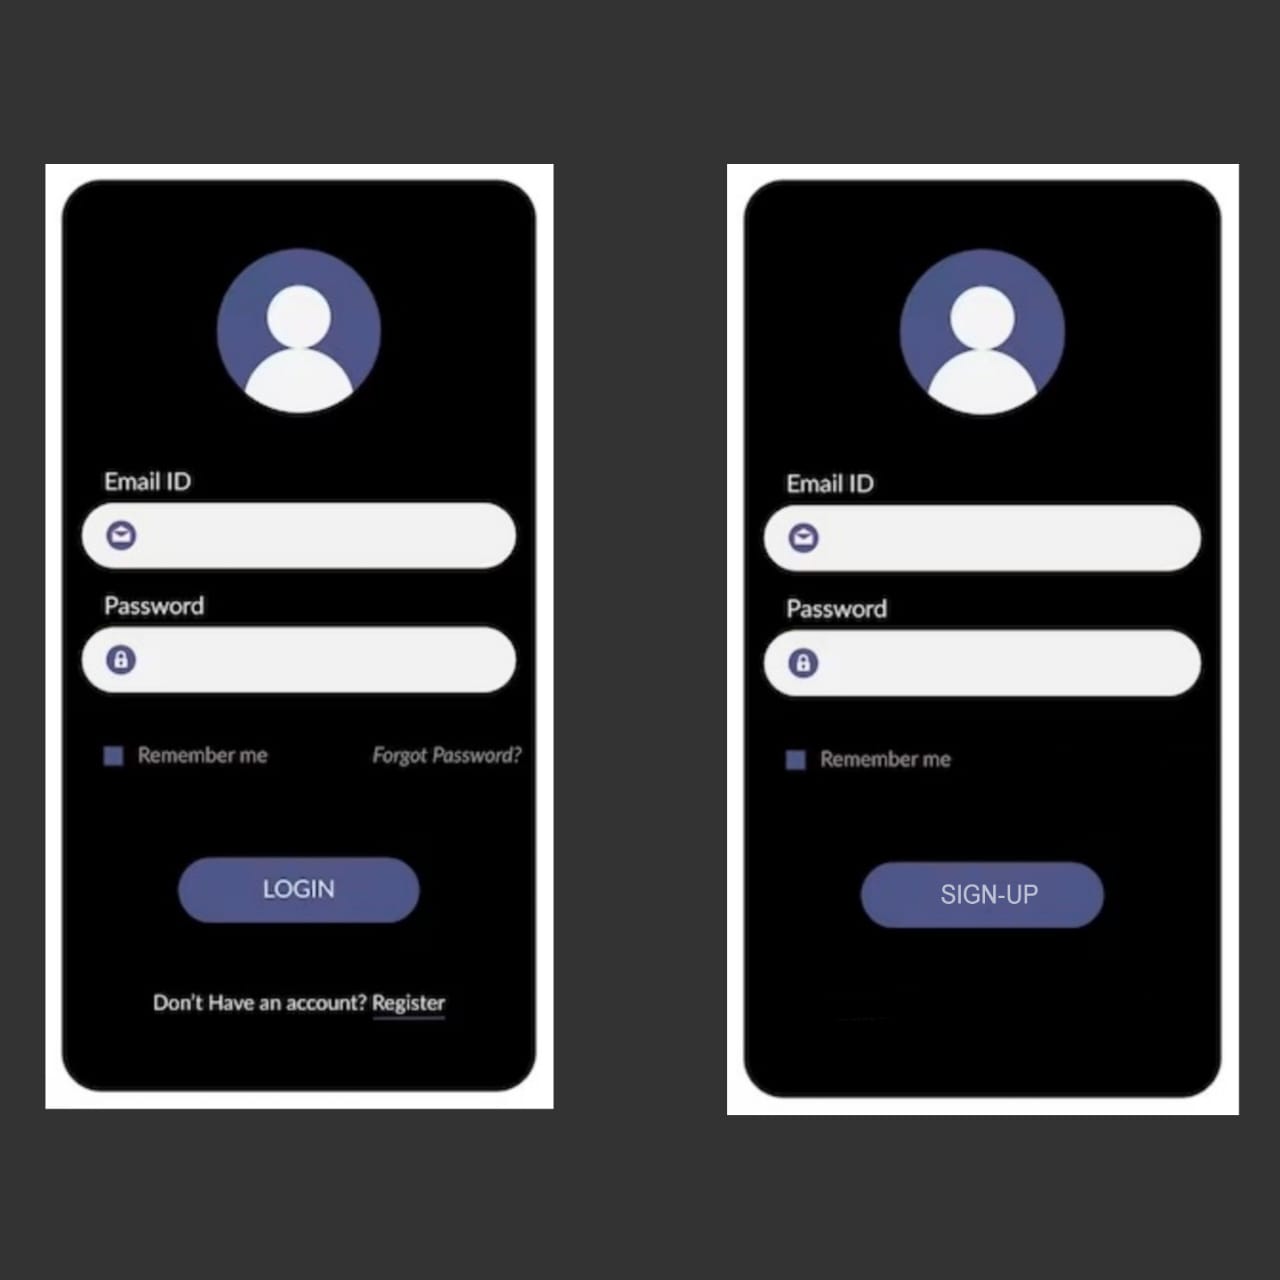 Email ID
Password
Remember me
Forgot Password?
LOGIN
Don't Have an account? Register
Email ID
Password
Remember me
SIGN-UP